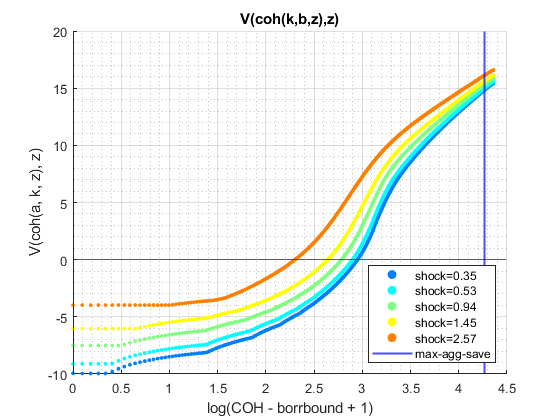 V(coh(k,b,z),z)
V(coh(a, k, z), z)
20
15
10
5
0
-5
-10
0
0.5
1
1.5
2
2.5
3
3.5
4
4.5
log(COH - borrbound + 1)
shock=0.35
shock=0.53
shock=0.94
shock=1.45
shock=2.57
max-agg-save